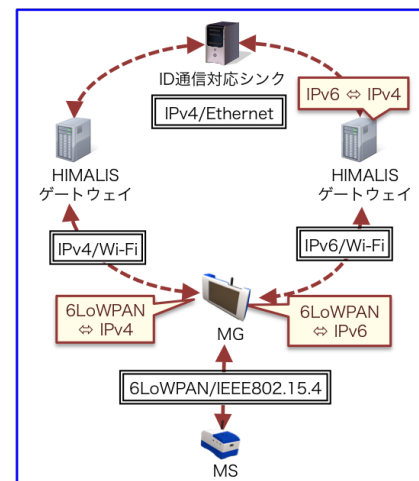 ID通信対応シンク
IPv4/Ethernet
IPv6 ⇔ IPv4
HIMALIS
ゲートウェイ
HIMALIS
ゲートウェイ
IPv4/Wi-Fi
IPv6/Wi-Fi
6LoWPAN
⇔ IPv4
6LoWPAN
⇔ IPv6
MG
6LoWPAN/IEEE802.15.4
MS